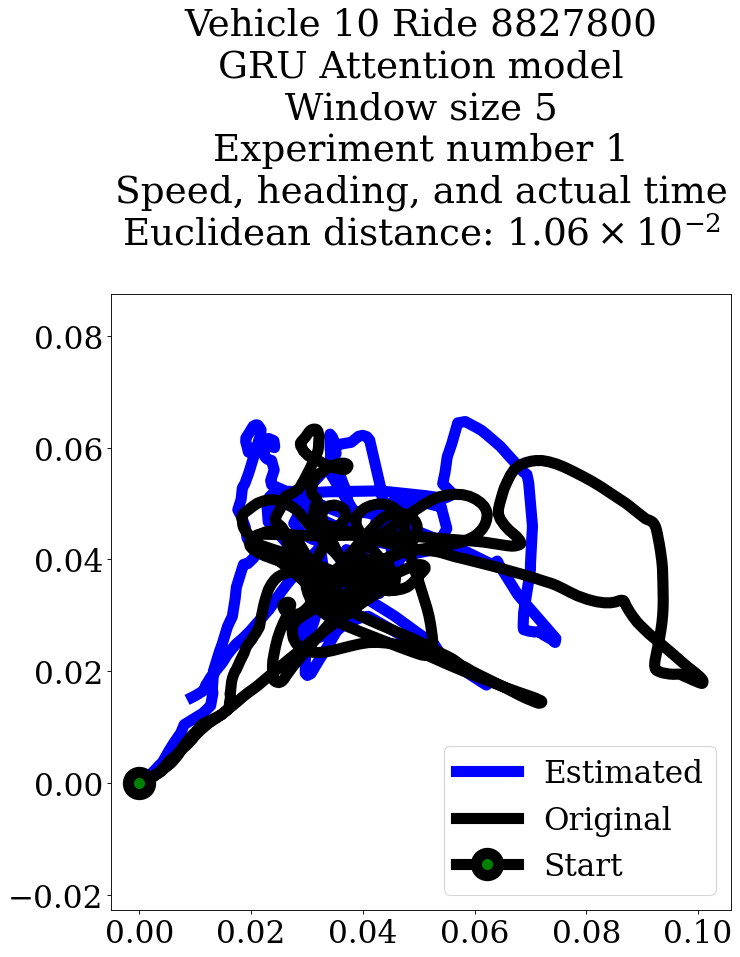 Vehicle 10 Ride 8827800
GRU Attention model
Window size 5
Experiment number 1
Speed, heading, and actual time
Euclidean distance: 1.06 × 10⁻²
0.08
0.06
0.04
0.02
0.00
−0.02
0.00 0.02 0.04 0.06 0.08 0.10
Estimated
Original
Start